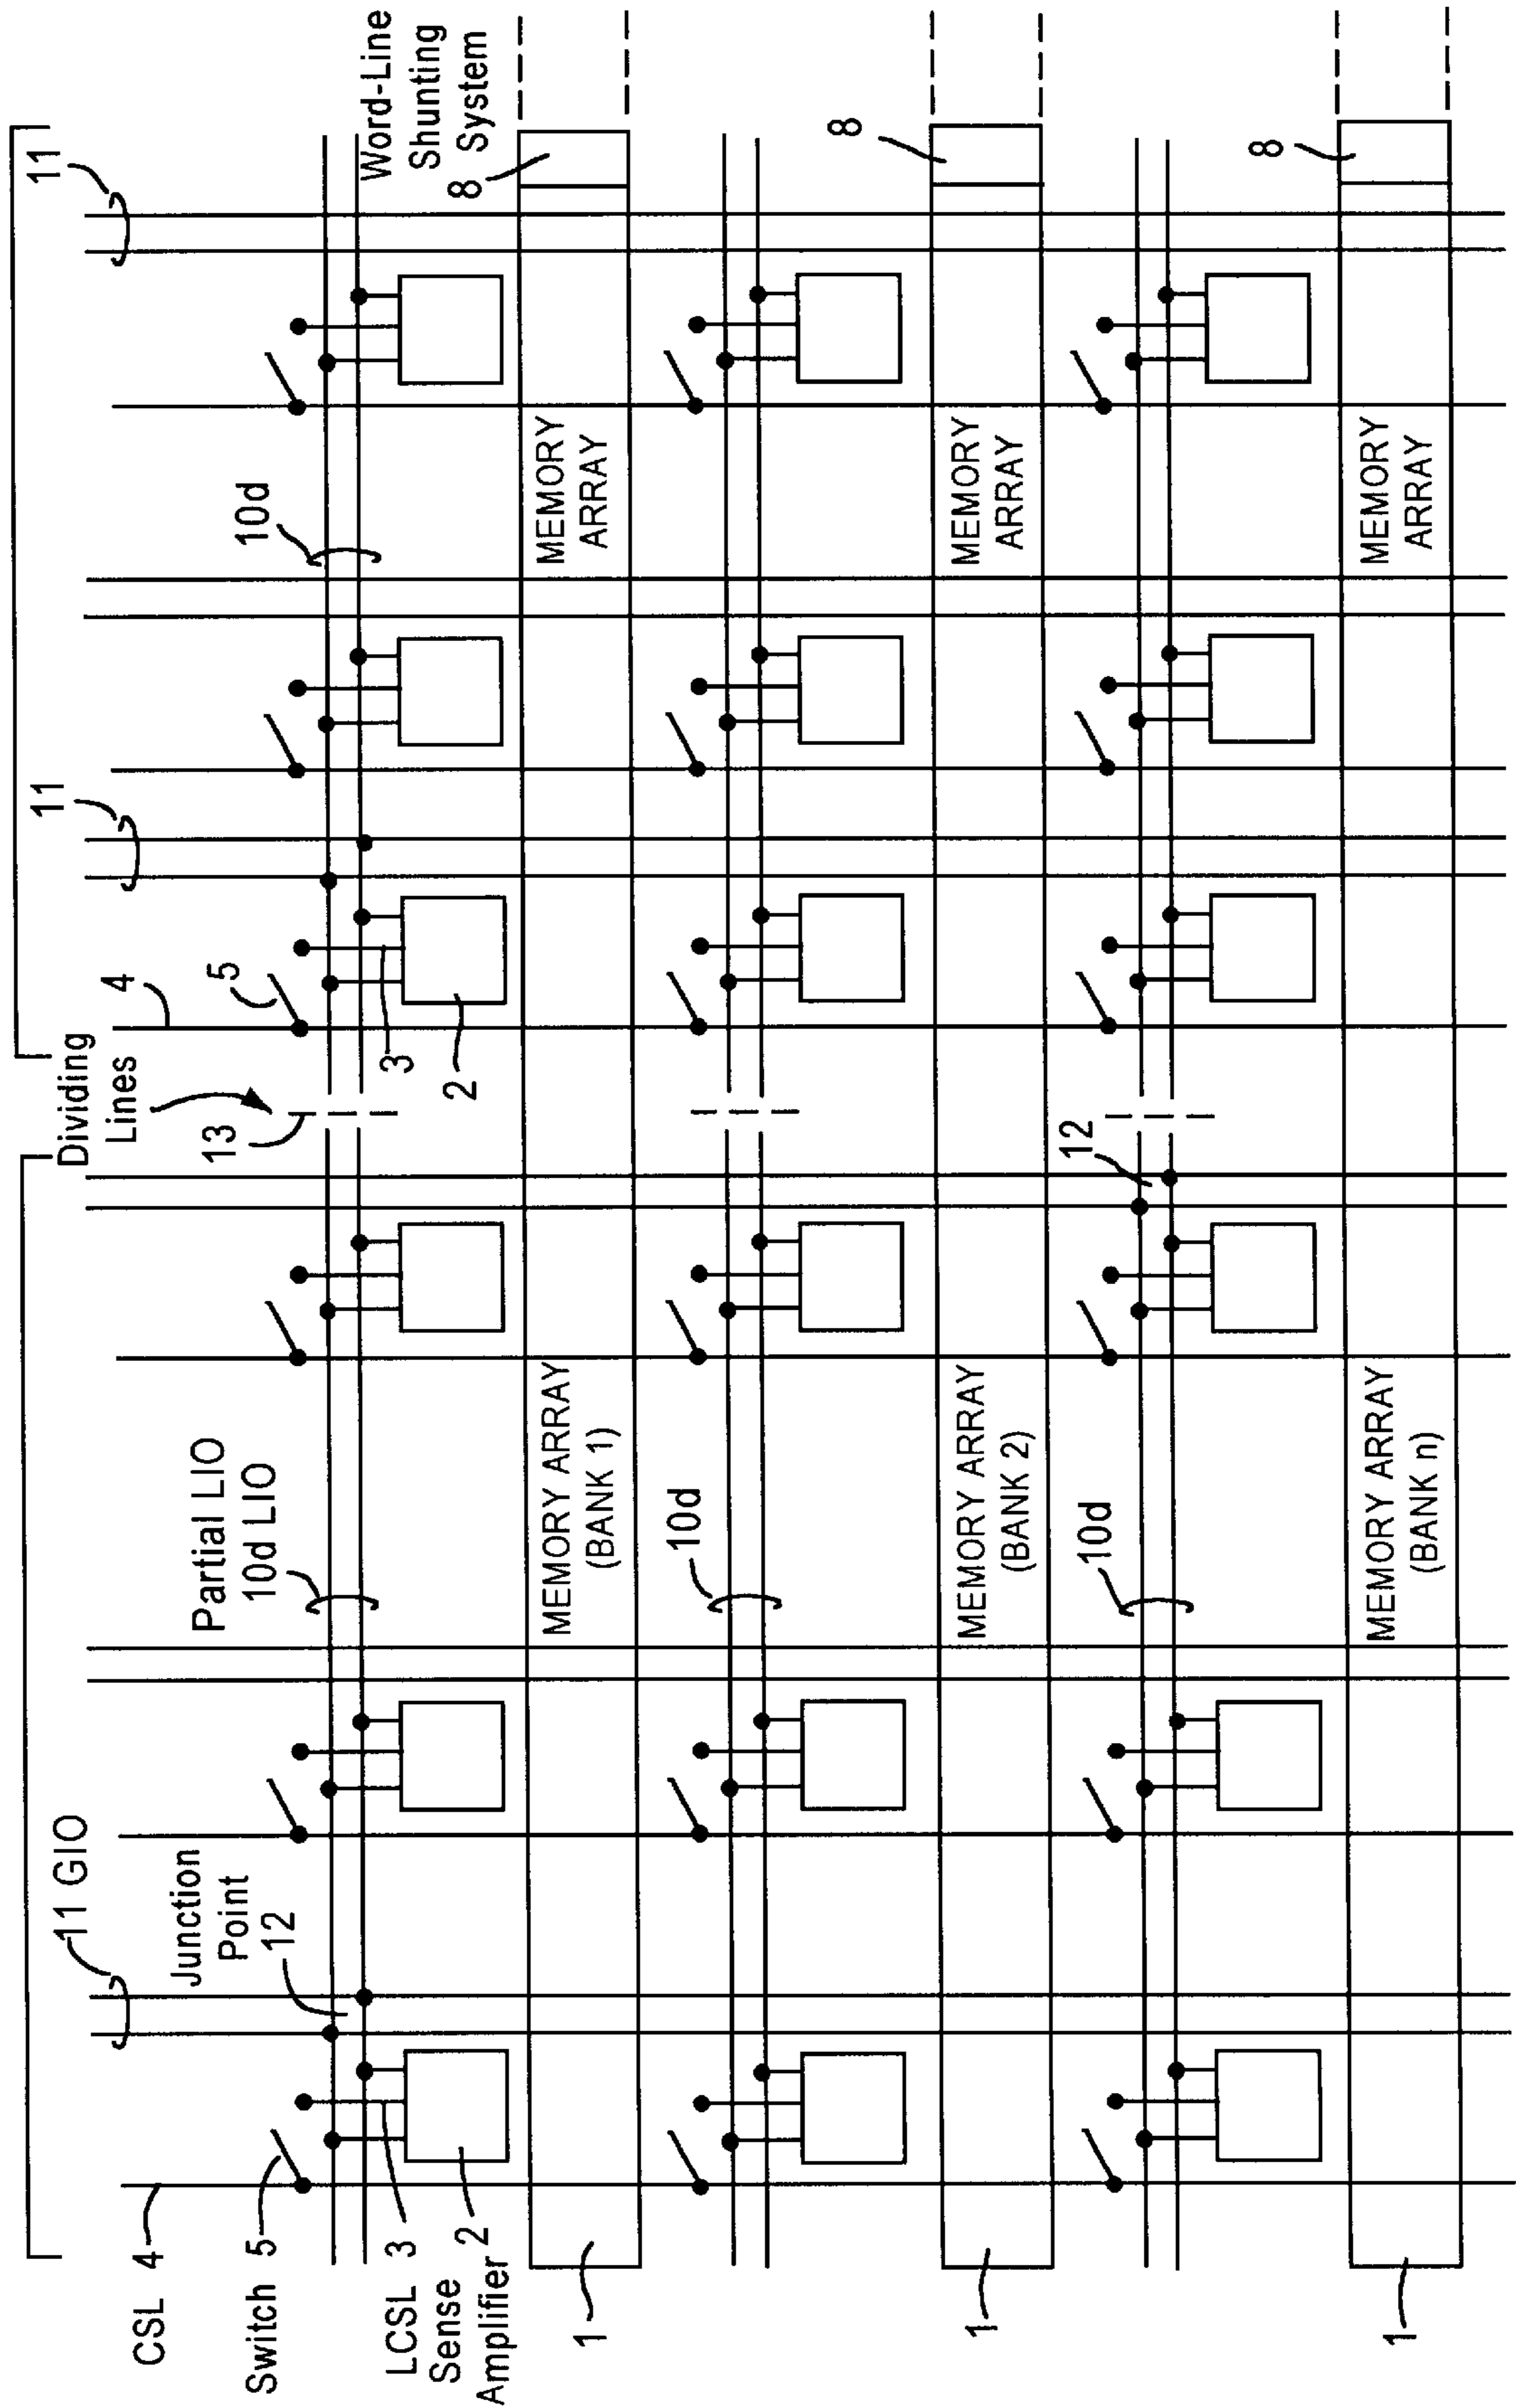 11
11
11 GIO
Word-Line
Shunting
System
8
8
8
10d
MEMORY
ARRAY
MEMORY
ARRAY
MEMORY
ARRAY
4
5
3
2
Dividing
Lines
13
12
Partial LIO
10d LIO
10d
10d
MEMORY ARRAY
(BANK 1)
MEMORY ARRAY
(BANK 2)
MEMORY ARRAY
(BANK n)
Junction
Point
12
CSL 4
Switch 5
LCSL 3
Sense
Amplifier 2
1
1
1